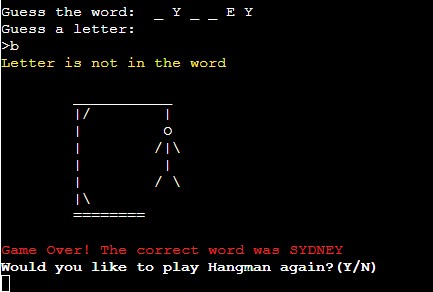 Guess the word:  _ Y _ _ E Y
Guess a letter:
>b
Letter is not in the word
Game Over! The correct word was SYDNEY
Would you like to play Hangman again?(Y/N)